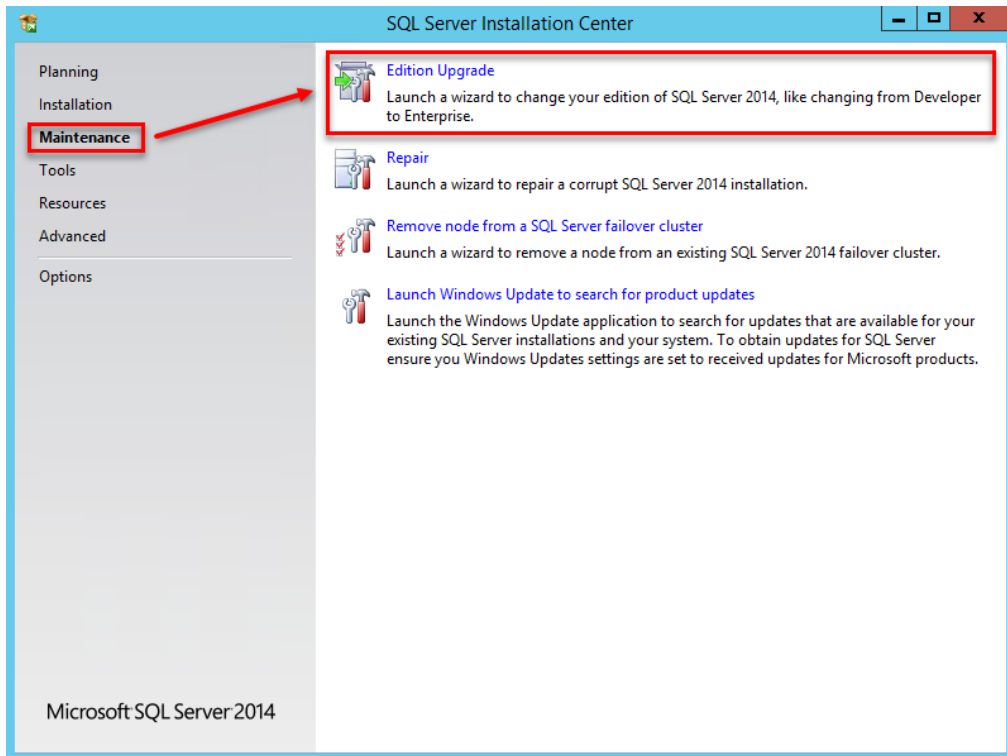 SQL Server Installation Center
Planning
Installation
Maintenance
Tools
Resources
Advanced
Options
Edition Upgrade
Launch a wizard to change your edition of SQL Server 2014, like changing from Developer
to Enterprise.
Repair
Launch a wizard to repair a corrupt SQL Server 2014 installation.
Remove node from a SQL Server failover cluster
Launch a wizard to remove a node from an existing SQL Server 2014 failover cluster.
Launch Windows Update to search for product updates
Launch the Windows Update application to search for updates that are available for your
existing SQL Server installations and your system. To obtain updates for SQL Server
ensure you Windows Updates settings are set to received updates for Microsoft products.
Microsoft SQL Server 2014